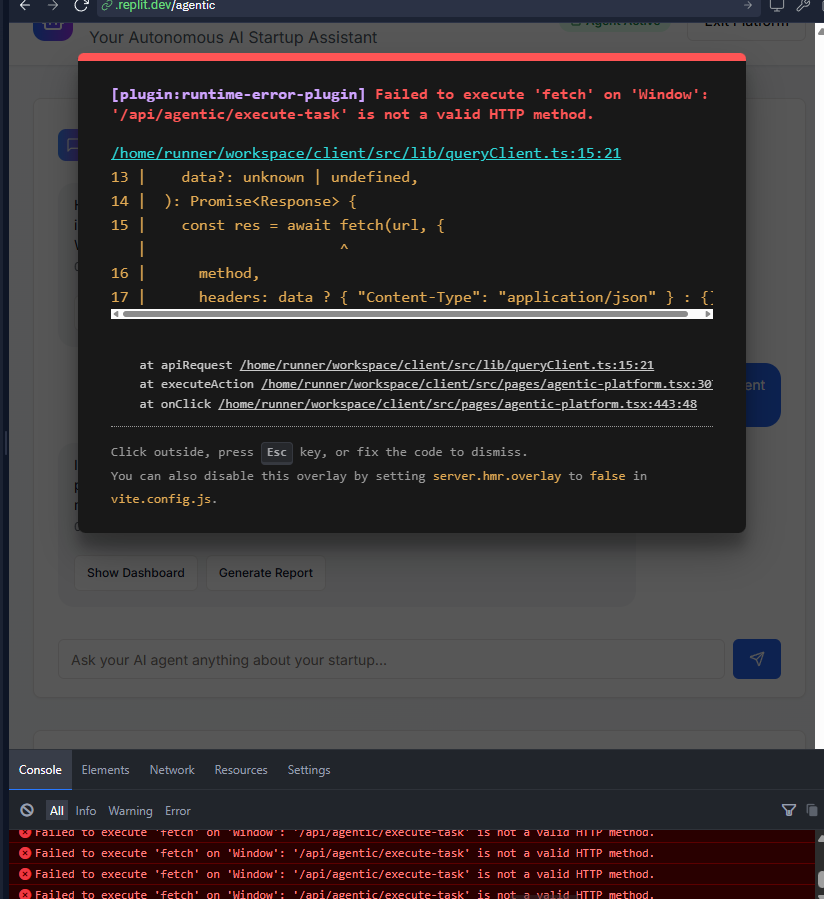 .replit.dev/agentic
Agent Active
Exit Platform
Your Autonomous AI Startup Assistant
[plugin:runtime-error-plugin] Failed to execute 'fetch' on 'Window':
'/api/agentic/execute-task' is not a valid HTTP method.
/home/runner/workspace/client/src/lib/queryClient.ts:15:21
13 |    data?: unknown | undefined,
14 |  ): Promise<Response> {
15 |    const res = await fetch(url, {
   |                      ^
16 |      method,
17 |      headers: data ? { "Content-Type": "application/json" } : {}
at apiRequest /home/runner/workspace/client/src/lib/queryClient.ts:15:21
at executeAction /home/runner/workspace/client/src/pages/agentic-platform.tsx:30
at onClick /home/runner/workspace/client/src/pages/agentic-platform.tsx:443:48
ent
Click outside, press Esc key, or fix the code to dismiss.
You can also disable this overlay by setting server.hmr.overlay to false in
vite.config.js.
Show Dashboard
Generate Report
Ask your AI agent anything about your startup...
Console
Elements
Network
Resources
Settings
All
Info
Warning
Error
Failed to execute 'fetch' on 'Window': '/api/agentic/execute-task' is not a valid HTTP method.
Failed to execute 'fetch' on 'Window': '/api/agentic/execute-task' is not a valid HTTP method.
Failed to execute 'fetch' on 'Window': '/api/agentic/execute-task' is not a valid HTTP method.
Failed to execute 'fetch' on 'Window': '/api/agentic/execute-task' is not a valid HTTP method.